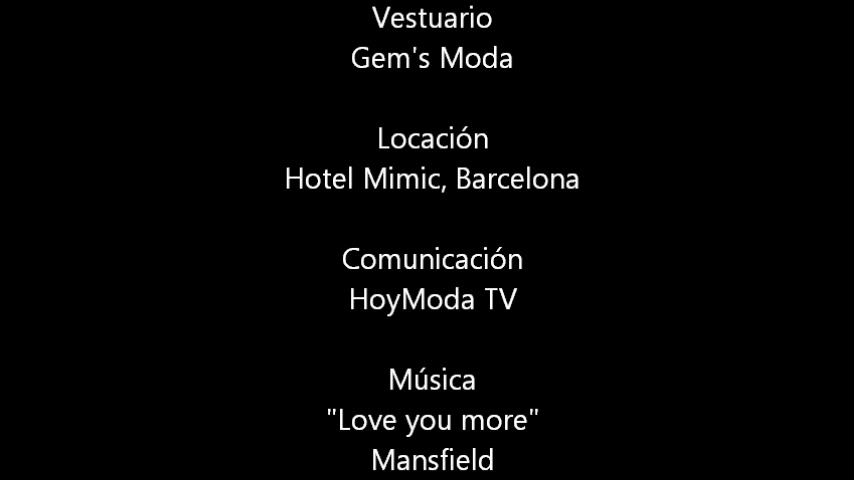 Vestuario
Gem's Moda
Locación
Hotel Mimic, Barcelona
Comunicación
HoyModa TV
Música
"Love you more"
Mansfield